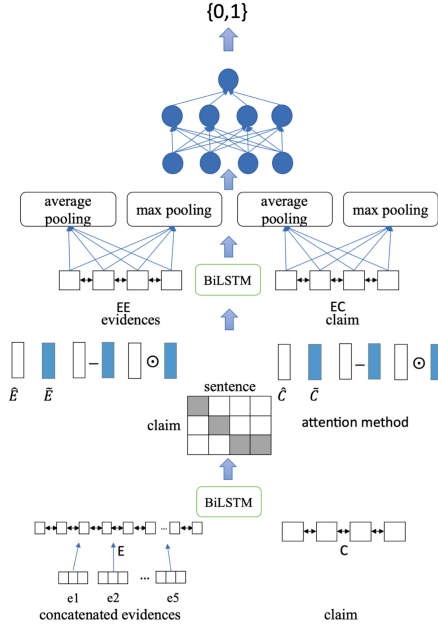 {0,1}
average
pooling
max pooling
average
pooling
max pooling
BiLSTM
EE
evidences
EC
claim
Ê
Ẽ
−
⊙
Ĉ
C̃
−
⊙
sentence
claim
attention method
BiLSTM
...
E
C
e1
e2
...
e5
concatenated evidences
claim